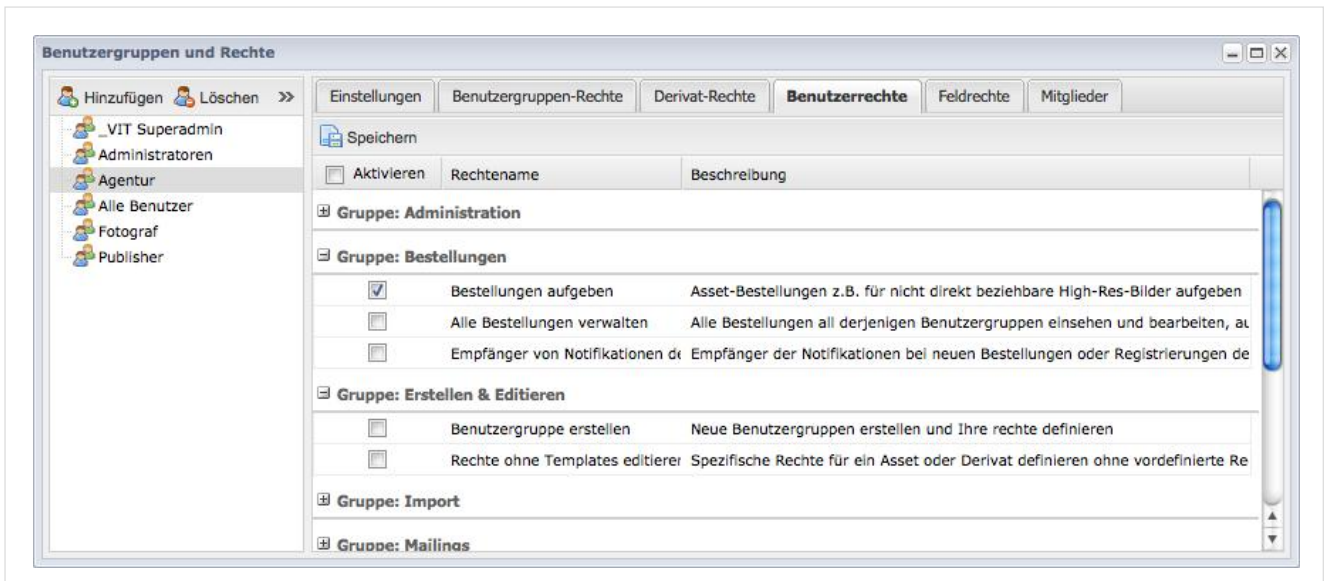 Benutzergruppen und Rechte
Hinzufügen Löschen
_VIT Superadmin
Administratoren
Agentur
Alle Benutzer
Fotograf
Publisher
Einstellungen Benutzergruppen-Rechte Derivat-Rechte Benutzerrechte Feldrechte Mitglieder
Speichern
Aktivieren Rechtename Beschreibung
Gruppe: Administration
Gruppe: Bestellungen
Bestellungen aufgeben Asset-Bestellungen z.B. für nicht direkt beziehbare High-Res-Bilder aufgeben
Alle Bestellungen verwalten Alle Bestellungen all derjenigen Benutzergruppen einsehen und bearbeiten, au
Empfänger von Notifikationen de Empfänger der Notifikationen bei neuen Bestellungen oder Registrierungen de
Gruppe: Erstellen & Editieren
Benutzergruppe erstellen Neue Benutzergruppen erstellen und Ihre rechte definieren
Rechte ohne Templates editieren Spezifische Rechte für ein Asset oder Derivat definieren ohne vordefinierte Re
Gruppe: Import
Gruppe: Mailings